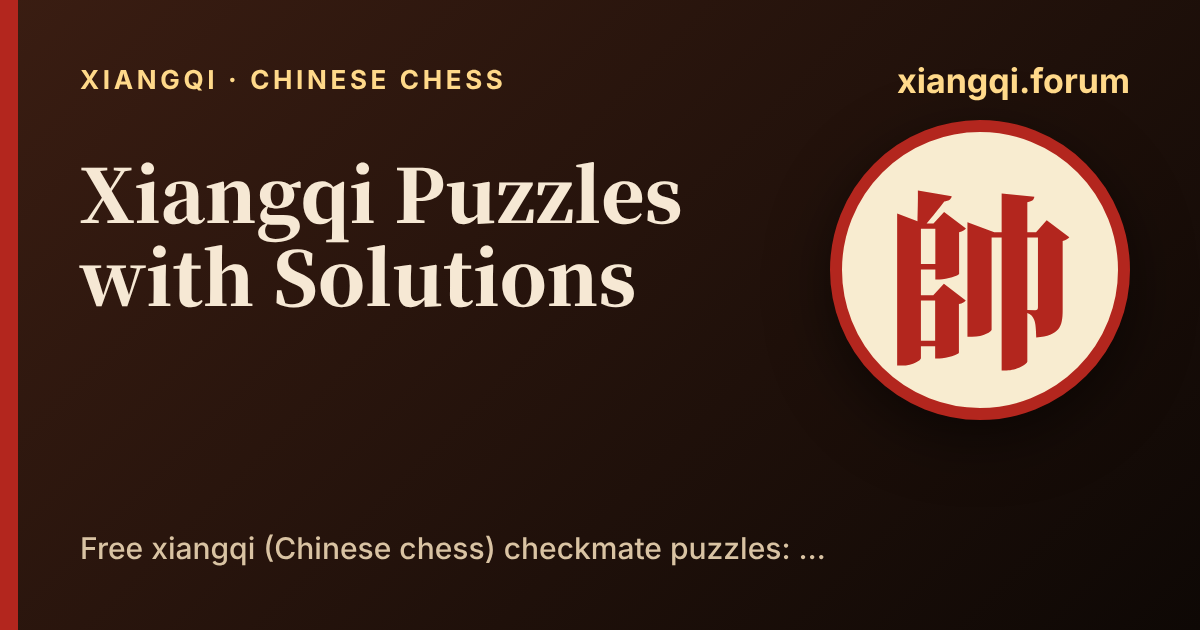 XIANGQI · CHINESE CHESS
xiangqi.forum
Xiangqi Puzzles
with Solutions
帥
Free xiangqi (Chinese chess) checkmate puzzles: ...